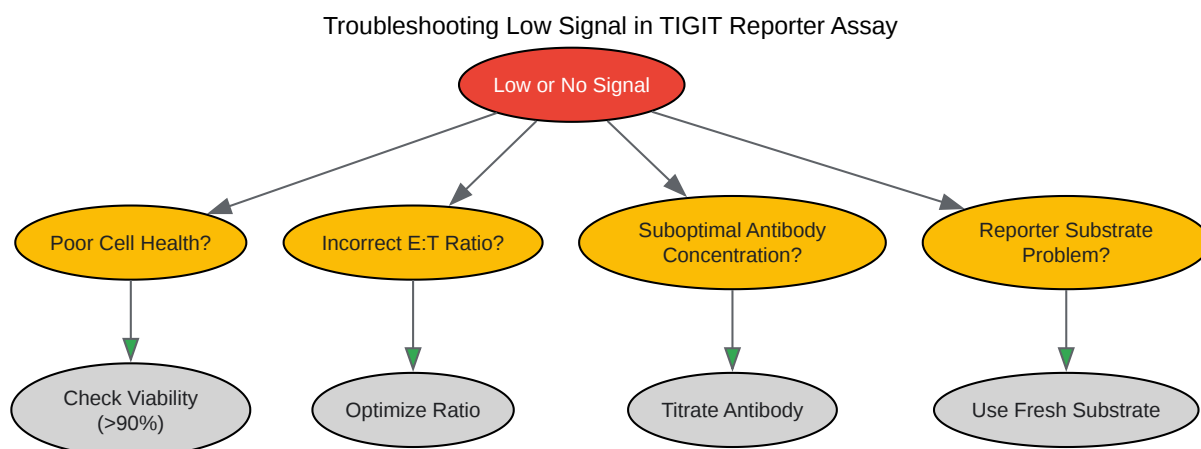 Troubleshooting Low Signal in TIGIT Reporter Assay
Low or No Signal
Poor Cell Health?
Incorrect E:T Ratio?
Suboptimal Antibody
Concentration?
Reporter Substrate
Problem?
Check Viability
(>90%)
Optimize Ratio
Titrate Antibody
Use Fresh Substrate